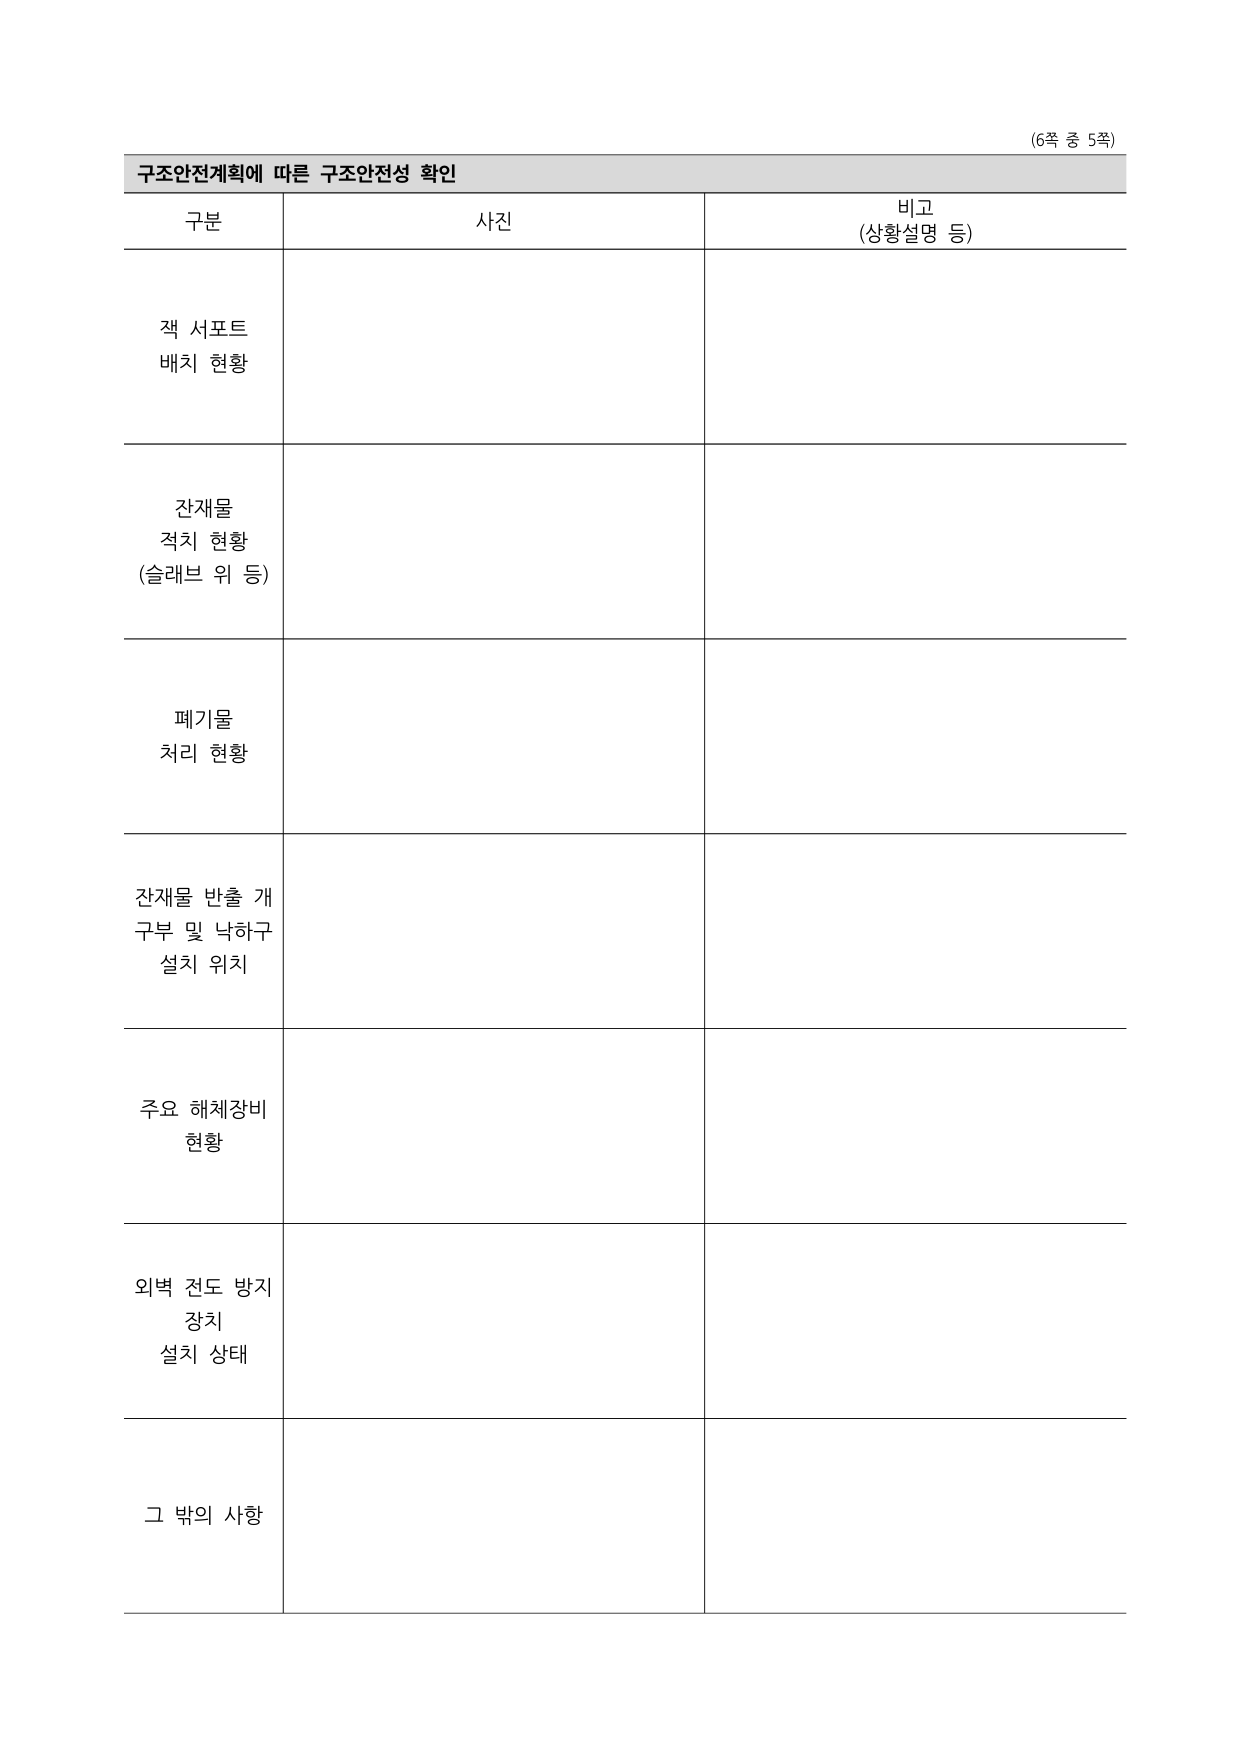 (6쪽 중 5쪽)
구조안전계획에 따른 구조안전성 확인
구분
사진
비고
(상황설명 등)
잭 서포트
배치 현황
잔재물
적치 현황
(슬래브 위 등)
폐기물
처리 현황
잔재물 반출 개
구부 및 낙하구
설치 위치
주요 해체장비
현황
외벽 전도 방지
장치
설치 상태
그 밖의 사항